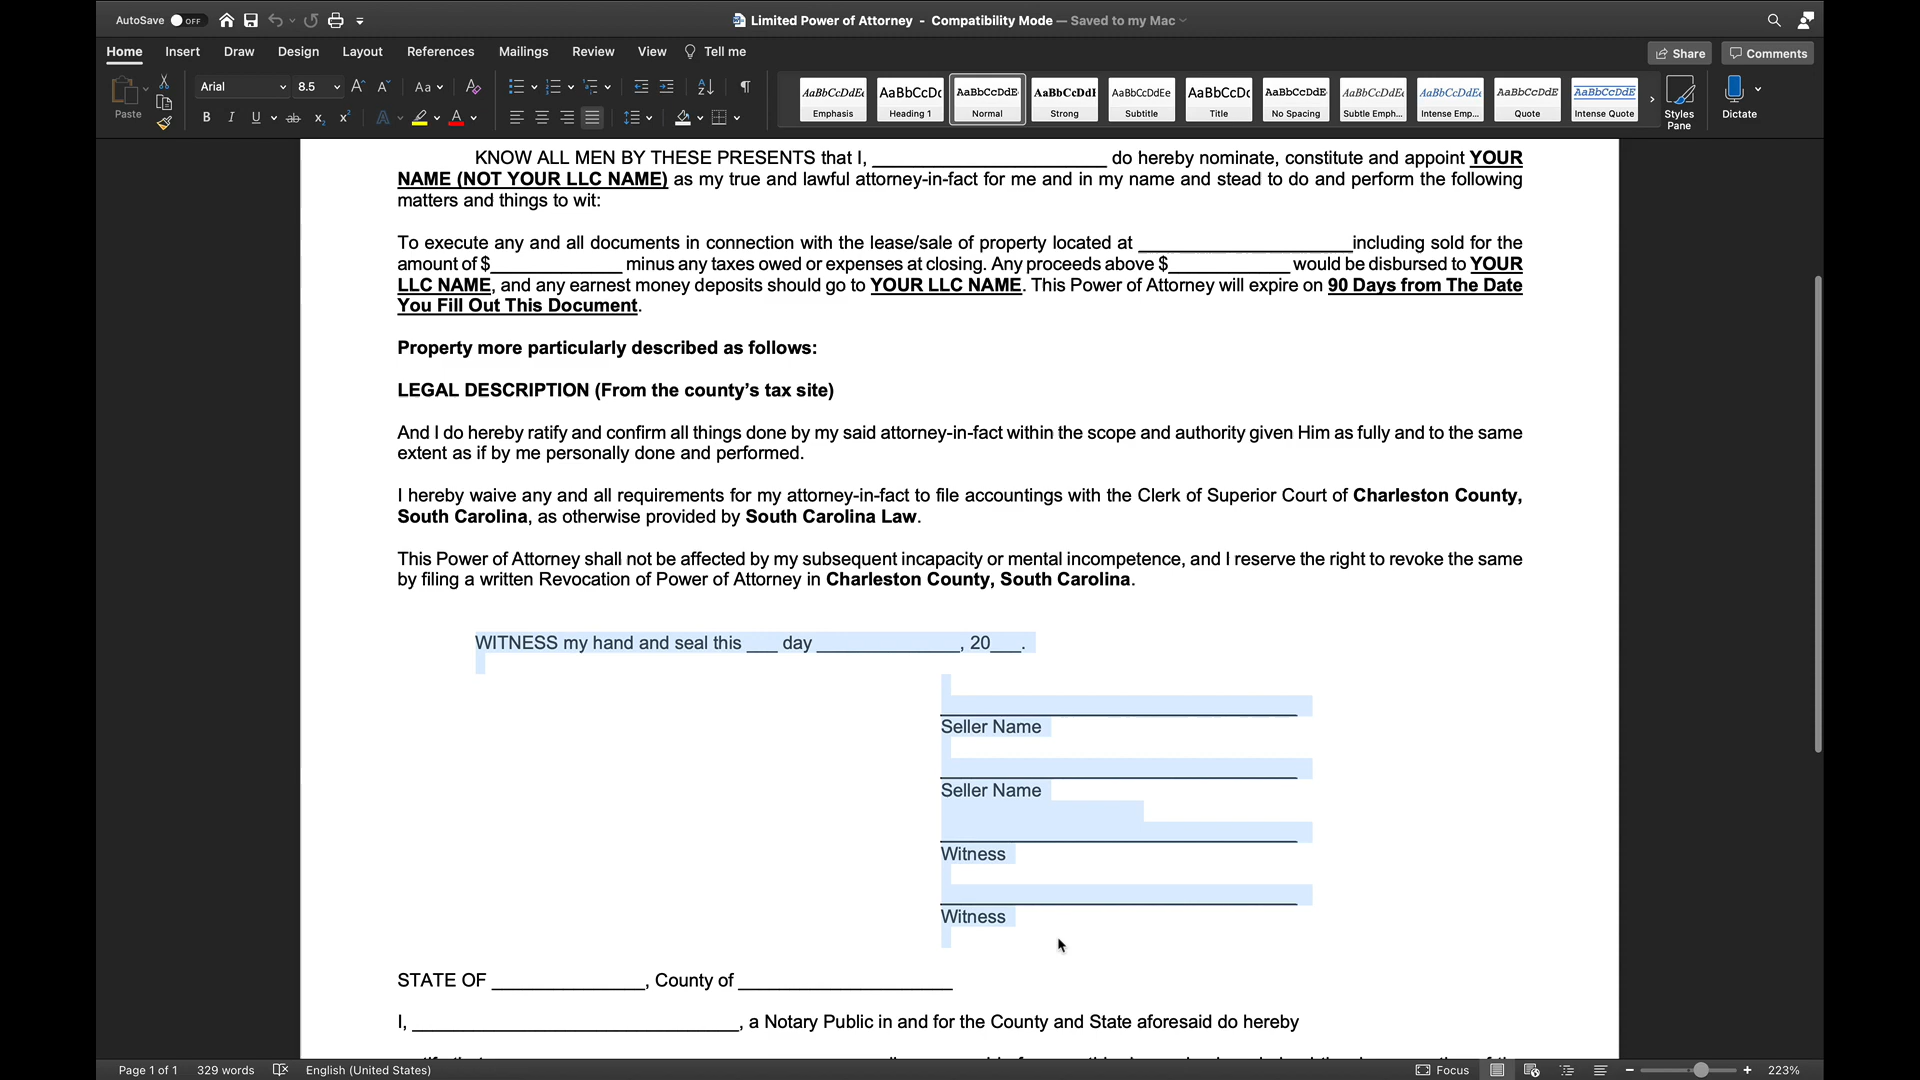 AutoSave OFF
Limited Power of Attorney - Compatibility Mode — Saved to my Mac
Home Insert Draw Design Layout References Mailings Review View Tell me
Share Comments
Paste
Arial 8.5 Aa
B I U ab x₂ x² A A
AaBbCcDdEe AaBbCcDc AaBbCcDdE AaBbCcDdI AaBbCcDdEe AaBbCcDc AaBbCcDdE AaBbCcDdEe AaBbCcDdEe AaBbCcDdE AaBbCcDdE
Emphasis Heading 1 Normal Strong Subtitle Title No Spacing Subtle Emph... Intense Emp... Quote Intense Quote
Styles Pane
Dictate
KNOW ALL MEN BY THESE PRESENTS that I, _______________________ do hereby nominate, constitute and appoint YOUR
NAME (NOT YOUR LLC NAME) as my true and lawful attorney-in-fact for me and in my name and stead to do and perform the following
matters and things to wit:
To execute any and all documents in connection with the lease/sale of property located at _____________________including sold for the
amount of $_____________ minus any taxes owed or expenses at closing. Any proceeds above $____________ would be disbursed to YOUR
LLC NAME, and any earnest money deposits should go to YOUR LLC NAME. This Power of Attorney will expire on 90 Days from The Date
You Fill Out This Document.
Property more particularly described as follows:
LEGAL DESCRIPTION (From the county’s tax site)
And I do hereby ratify and confirm all things done by my said attorney-in-fact within the scope and authority given Him as fully and to the same
extent as if by me personally done and performed.
I hereby waive any and all requirements for my attorney-in-fact to file accountings with the Clerk of Superior Court of Charleston County,
South Carolina, as otherwise provided by South Carolina Law.
This Power of Attorney shall not be affected by my subsequent incapacity or mental incompetence, and I reserve the right to revoke the same
by filing a written Revocation of Power of Attorney in Charleston County, South Carolina.
WITNESS my hand and seal this ___ day ______________, 20___.
___________________________________
Seller Name
___________________________________
Seller Name
___________________________________
Witness
___________________________________
Witness
STATE OF _______________, County of _____________________
I, ________________________________, a Notary Public in and for the County and State aforesaid do hereby
Page 1 of 1 329 words English (United States) Focus 223%